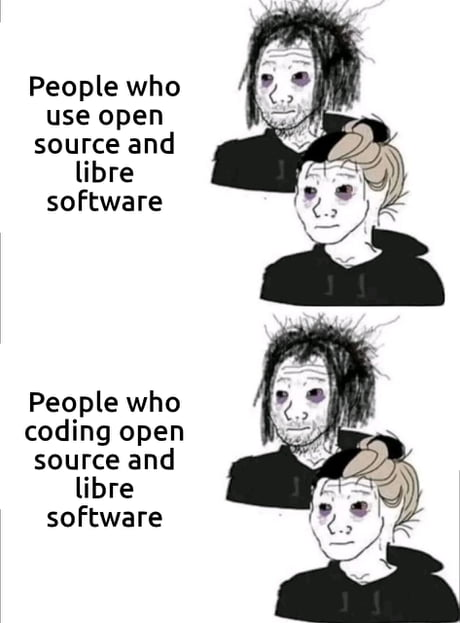 People who
use open
source and
libre
software
People who
coding open
source and
libre
software